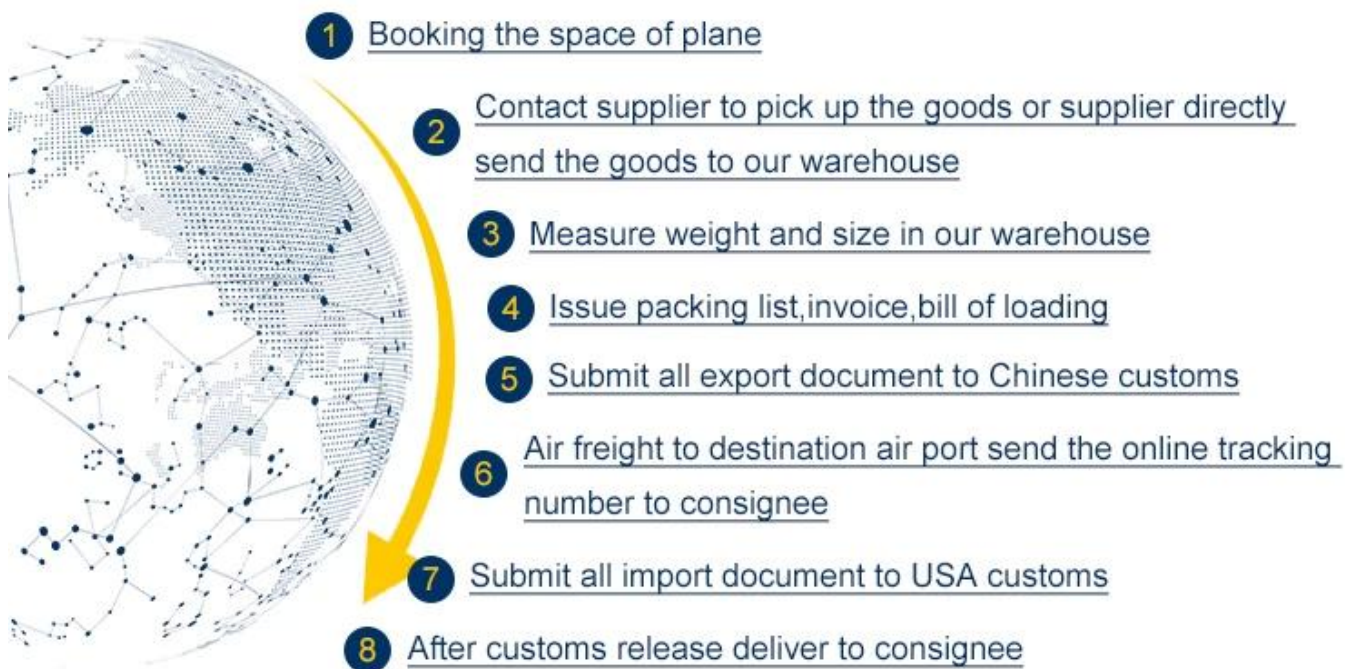 1 Booking the space of plane
2 Contact supplier to pick up the goods or supplier directly
send the goods to our warehouse
3 Measure weight and size in our warehouse
4 Issue packing list,invoice,bill of loading
5 Submit all export document to Chinese customs
6 Air freight to destination air port send the online tracking
number to consignee
7 Submit all import document to USA customs
8 After customs release deliver to consignee